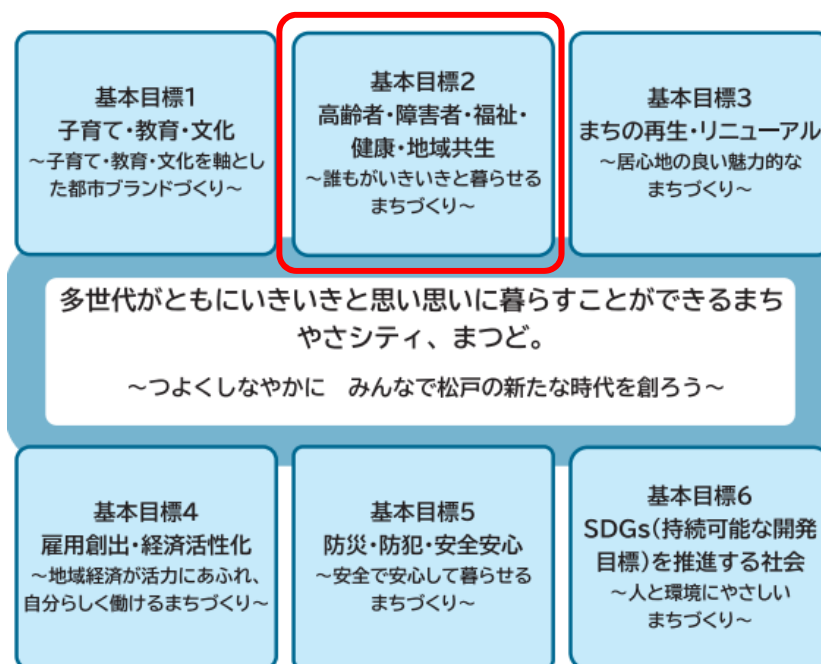 基本目標1
子育て・教育・文化
～子育て・教育・文化を軸とし
た都市ブランドづくり～
基本目標2
高齢者・障害者・福祉・
健康・地域共生
～誰もがいきいきと暮らせる
まちづくり～
基本目標3
まちの再生・リニューアル
～居心地の良い魅力的な
まちづくり～
多世代がともにいきいきと思い思いに暮らすことができるまち
やさシティ、まつど。
～つよくしなやかに　みんなで松戸の新たな時代を創ろう～
基本目標4
雇用創出・経済活性化
～地域経済が活力にあふれ、
自分らしく働けるまちづくり～
基本目標5
防災・防犯・安全安心
～安全で安心して暮らせる
まちづくり～
基本目標6
SDGs(持続可能な開発
目標)を推進する社会
～人と環境にやさしい
まちづくり～